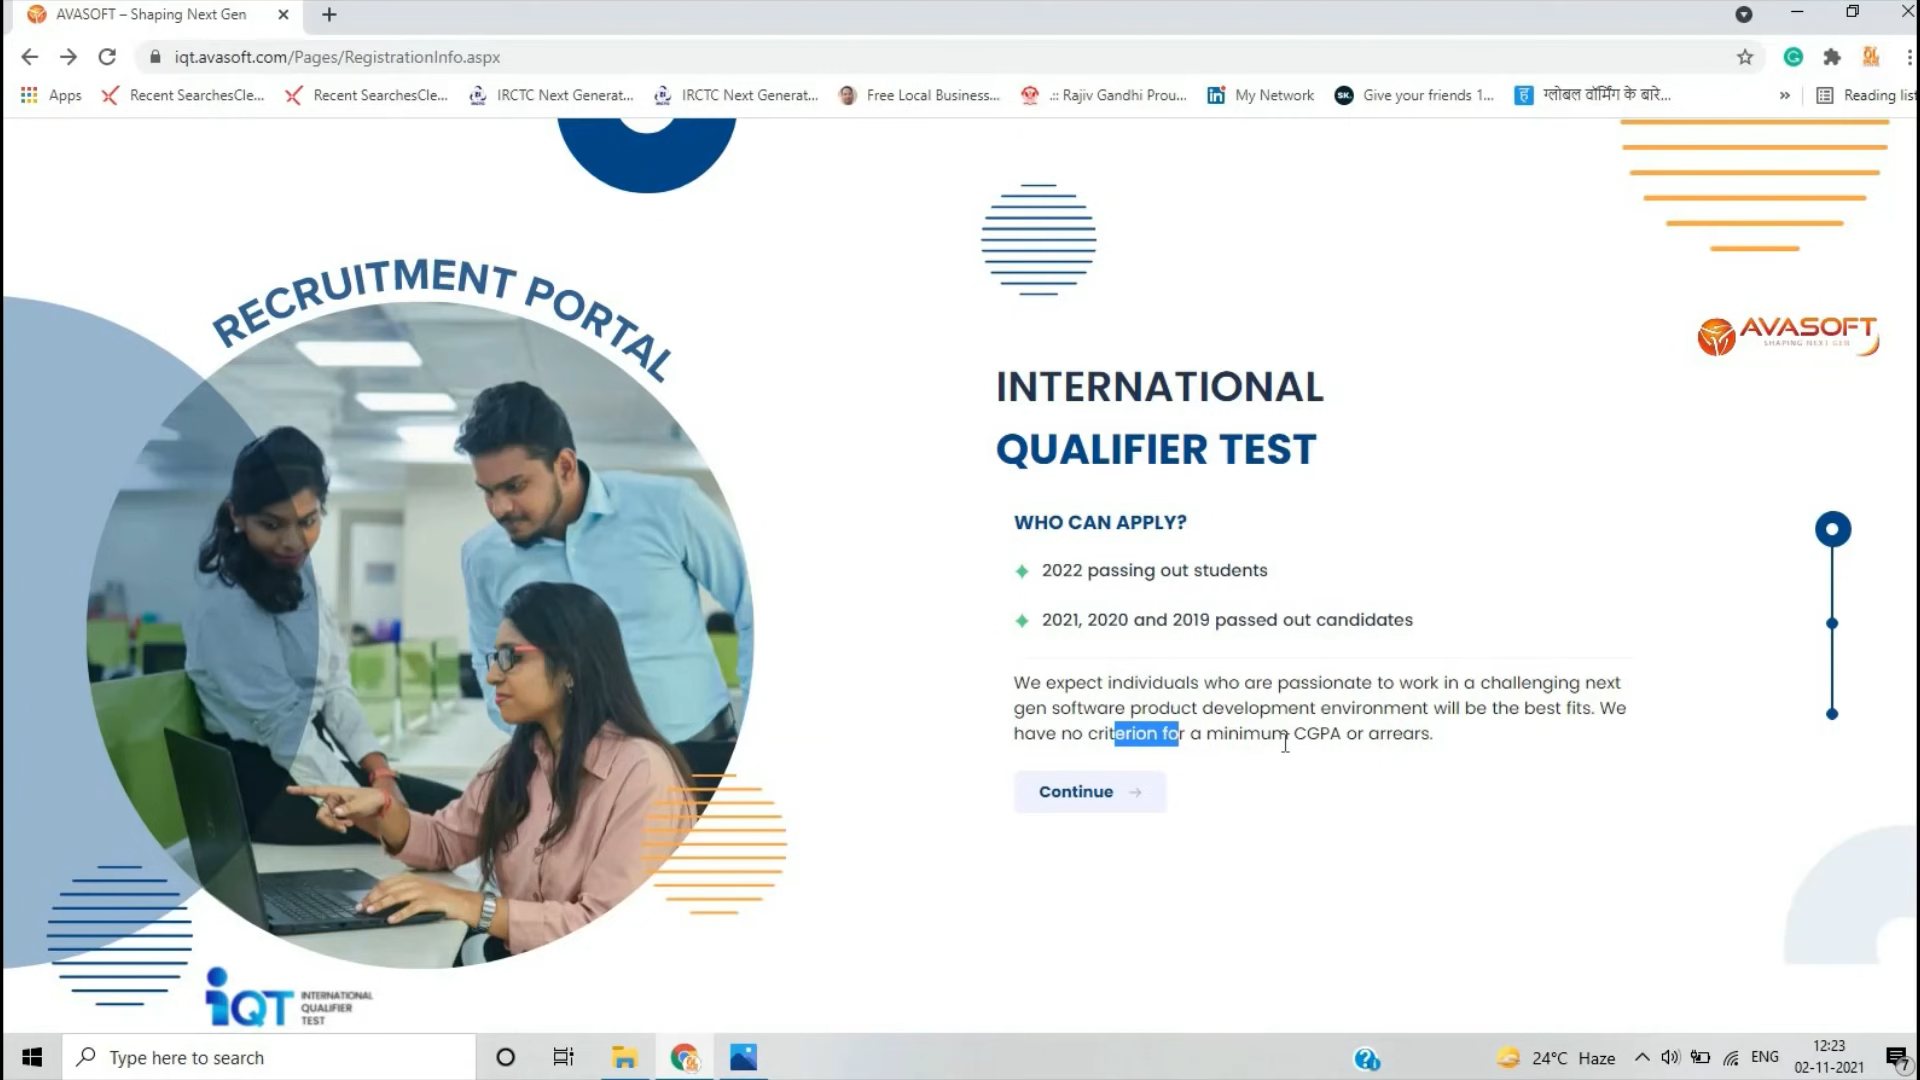 AVASOFT – Shaping Next Gen
iqt.avasoft.com/Pages/RegistrationInfo.aspx
Apps
Recent SearchesCle...
Recent SearchesCle...
IRCTC Next Generat...
IRCTC Next Generat...
Free Local Business...
.:: Rajiv Gandhi Prou...
My Network
SK.
Give your friends 1...
ह
ग्लोबल वॉर्मिंग के बारे...
»
Reading list
RECRUITMENT PORTAL
AVASOFT
SHAPING NEXT GEN
INTERNATIONAL
QUALIFIER TEST
WHO CAN APPLY?
2022 passing out students
2021, 2020 and 2019 passed out candidates
We expect individuals who are passionate to work in a challenging next
gen software product development environment will be the best fits. We
have no criterion for a minimum CGPA or arrears.
Continue
iQT
INTERNATIONAL
QUALIFIER
TEST
Type here to search
24°C Haze
ENG
12:23
02-11-2021
7